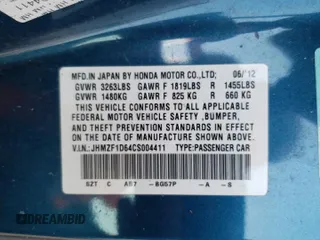 MFD.IN JAPAN BY HONDA MOTOR CO.,LTD; 06/12
GVWR 3263LBS GAWR F 1819LBS R 1455LBS
GVWR 1480KG GAWR F 825 KG R 660 KG
THIS VEHICLE CONFORMS TO ALL APPLICABLE
FEDERAL MOTOR VEHICLE SAFETY ,BUMPER,
AND THEFT PREVENTION STANDARDS IN EFFECT
ON THE DATE OF MANUFACTURE SHOWN ABOVE.
V.I.N.: JHMZF1D64CS004411 TYPE:PASSENGER CAR
SZT C -BG57P -A -S
DREAMBID